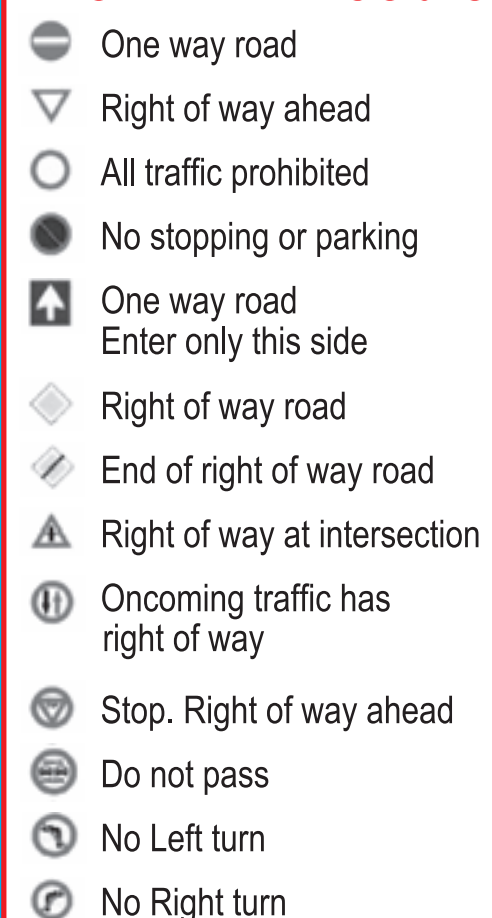 One way road
Right of way ahead
All traffic prohibited
No stopping or parking
One way road
Enter only this side
Right of way road
End of right of way road
Right of way at intersection
Oncoming traffic has
right of way
Stop. Right of way ahead
Do not pass
No Left turn
No Right turn